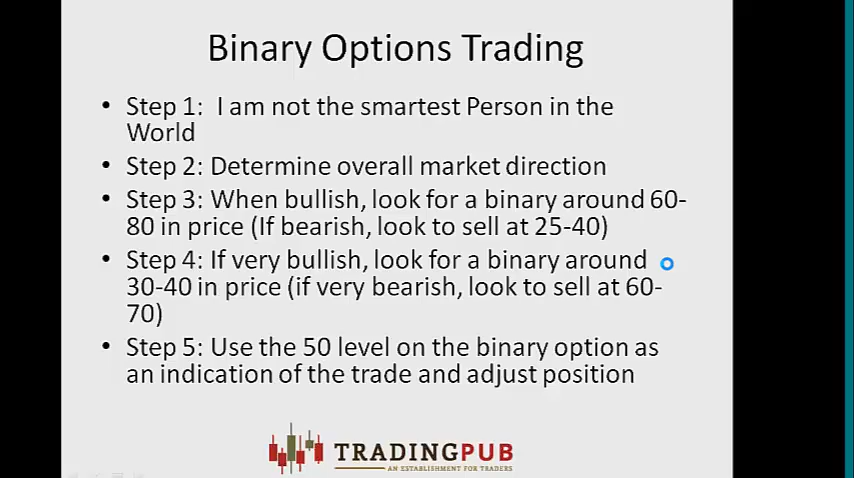 Binary Options Trading
• Step 1: I am not the smartest Person in the
World
• Step 2: Determine overall market direction
• Step 3: When bullish, look for a binary around 60-
80 in price (If bearish, look to sell at 25-40)
• Step 4: If very bullish, look for a binary around
30-40 in price (if very bearish, look to sell at 60-
70)
• Step 5: Use the 50 level on the binary option as
an indication of the trade and adjust position
TRADINGPUB
AN ESTABLISHMENT FOR TRADERS